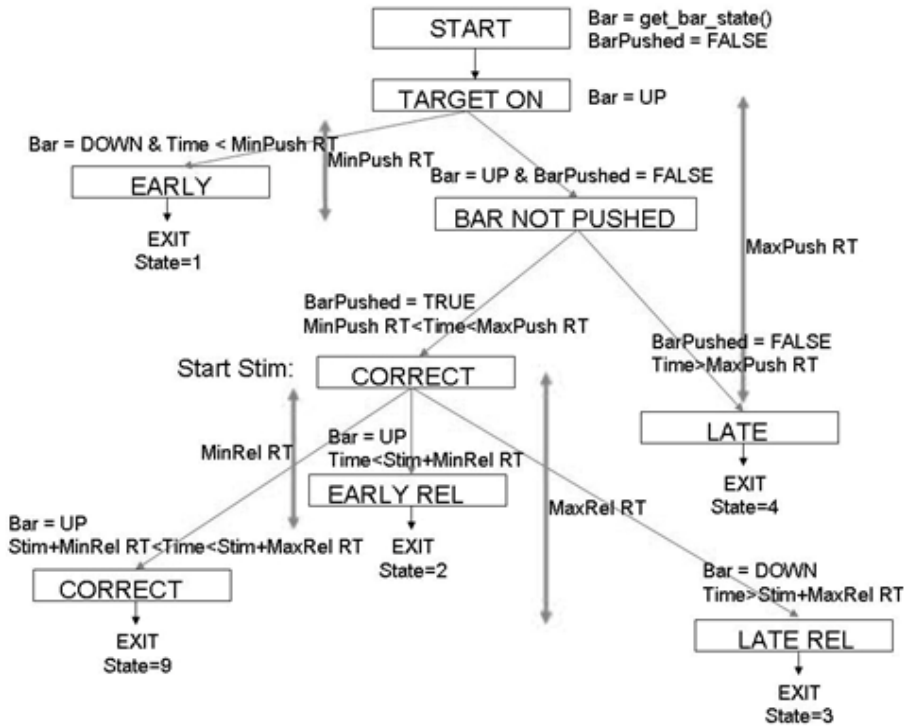 START
Bar = get_bar_state()
BarPushed = FALSE
TARGET ON
Bar = UP
Bar = DOWN & Time < MinPush RT
MinPush RT
EARLY
Bar = UP & BarPushed = FALSE
BAR NOT PUSHED
EXIT
State=1
MaxPush RT
BarPushed = TRUE
MinPush RT<Time<MaxPush RT
BarPushed = FALSE
Time>MaxPush RT
Start Stim:
CORRECT
LATE
MinRel RT
Bar = UP
Time<Stim+MinRel RT
EARLY REL
EXIT
State=4
MaxRel RT
Bar = UP
Stim+MinRel RT<Time<Stim+MaxRel RT
EXIT
State=2
CORRECT
Bar = DOWN
Time>Stim+MaxRel RT
LATE REL
EXIT
State=9
EXIT
State=3